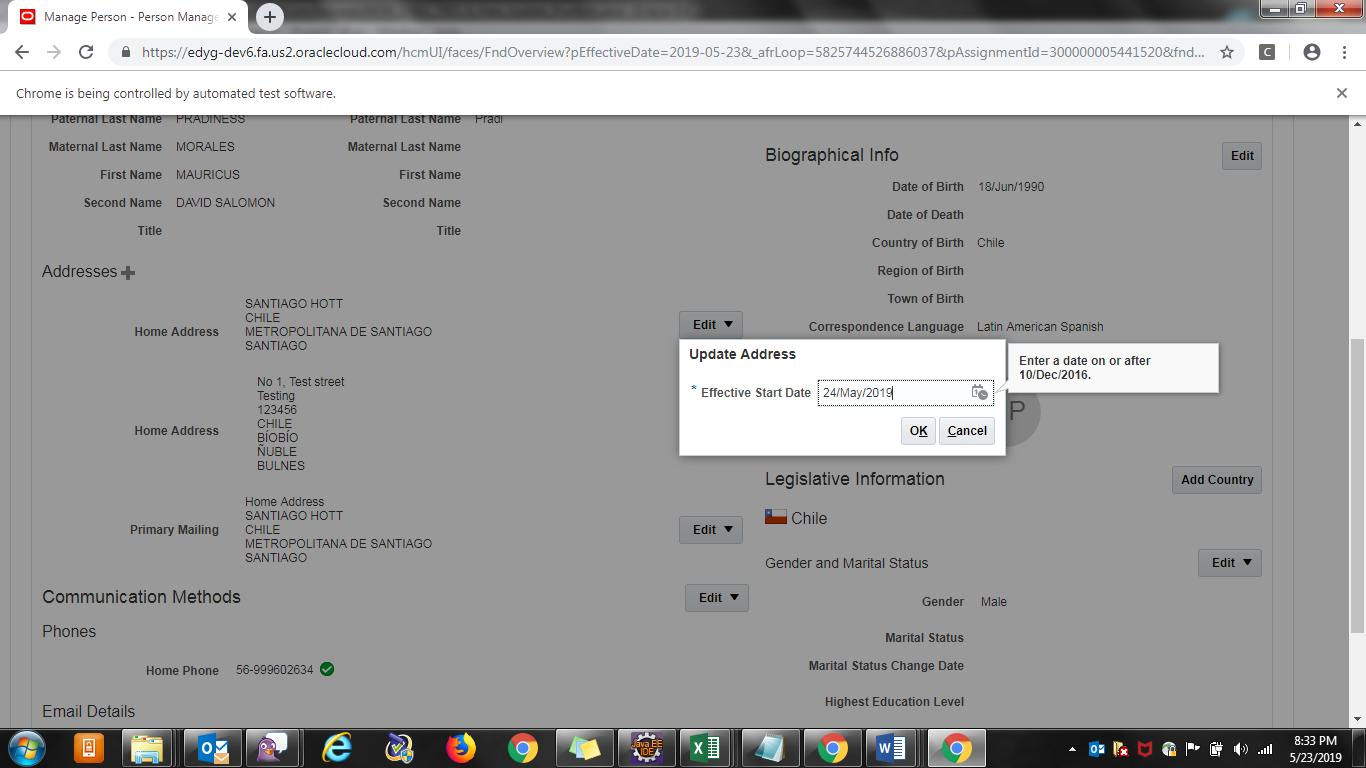 Manage Person - Person Manage
https://edyg-dev6.fa.us2.oraclecloud.com/hcmUI/faces/FndOverview?pEffectiveDate=2019-05-23&_afrLoop=5825744526886037&pAssignmentId=300000005441520&fnd...
C
Chrome is being controlled by automated test software.
Paternal Last Name PRADINESS Paternal Last Name Pradi
Maternal Last Name MORALES Maternal Last Name
First Name MAURICUS First Name
Second Name DAVID SALOMON Second Name
Title Title
Addresses
Home Address
SANTIAGO HOTT
CHILE
METROPOLITANA DE SANTIAGO
SANTIAGO
Edit
Home Address
No 1, Test street
Testing
123456
CHILE
BÍOBÍO
ÑUBLE
BULNES
Primary Mailing
Home Address
SANTIAGO HOTT
CHILE
METROPOLITANA DE SANTIAGO
SANTIAGO
Edit
Communication Methods
Edit
Phones
Home Phone 56-999602634
Email Details
Biographical Info
Edit
Date of Birth 18/Jun/1990
Date of Death
Country of Birth Chile
Region of Birth
Town of Birth
Correspondence Language Latin American Spanish
Update Address
* Effective Start Date 24/May/2019
OK Cancel
Enter a date on or after
10/Dec/2016.
P
Legislative Information
Add Country
Chile
Gender and Marital Status
Edit
Gender Male
Marital Status
Marital Status Change Date
Highest Education Level
Java EE
IDE
8:33 PM
5/23/2019